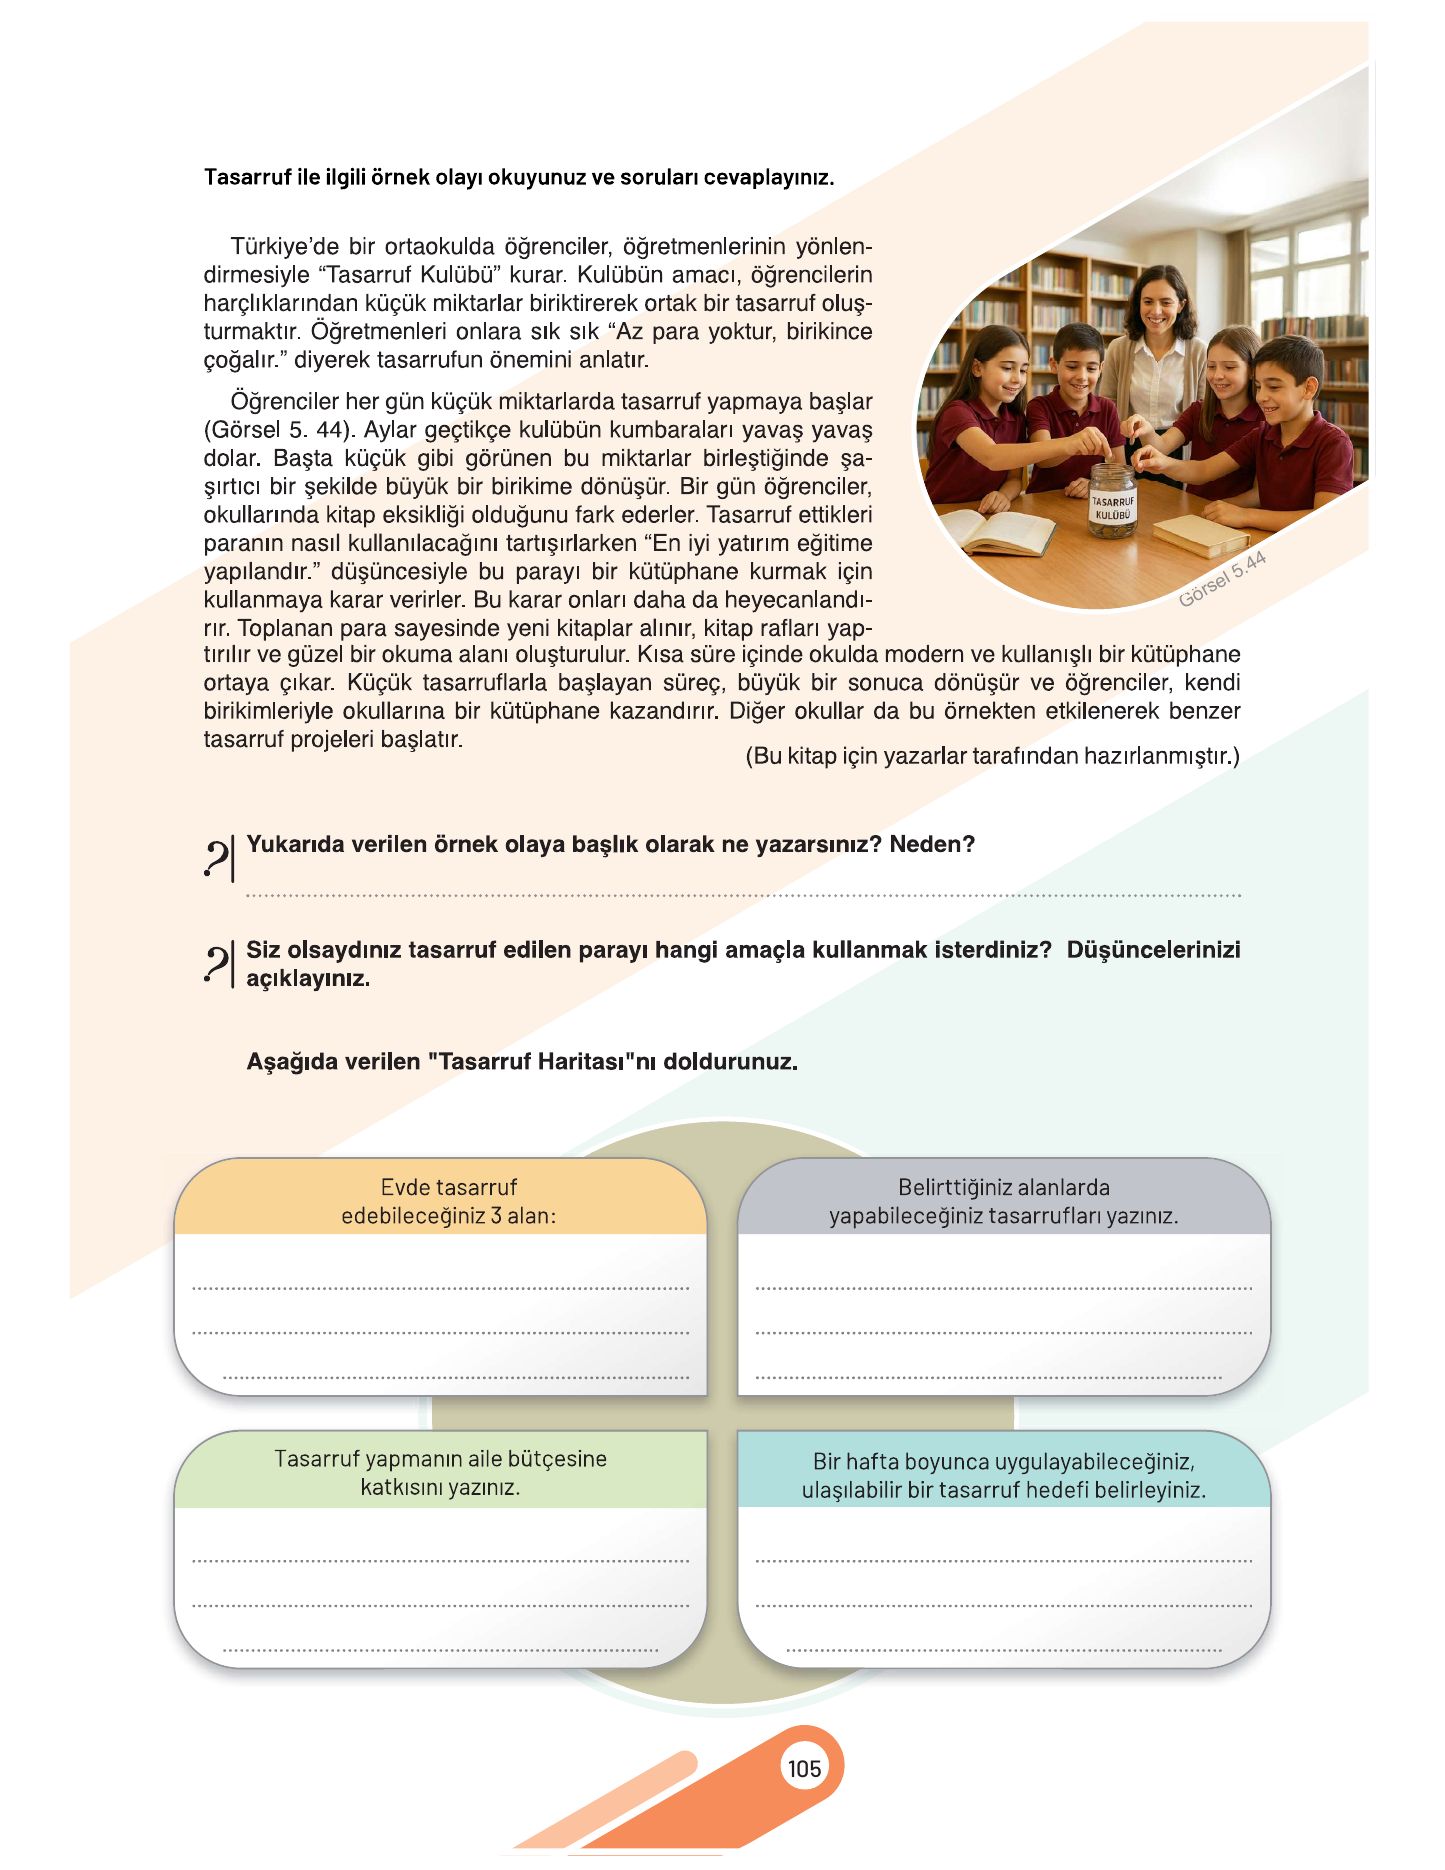 Tasarruf ile ilgili örnek olayı okuyunuz ve soruları cevaplayınız.
Türkiye’de bir ortaokulda öğrenciler, öğretmenlerinin yönlen-
dirmesiyle “Tasarruf Kulübü” kurar. Kulübün amacı, öğrencilerin
harçlıklarından küçük miktarlar biriktirerek ortak bir tasarruf oluş-
turmaktır. Öğretmenleri onlara sık sık “Az para yoktur, birikince
çoğalır.” diyerek tasarrufun önemini anlatır.
Öğrenciler her gün küçük miktarlarda tasarruf yapmaya başlar
(Görsel 5. 44). Aylar geçtikçe kulübün kumbaraları yavaş yavaş
dolar. Başta küçük gibi görünen bu miktarlar birleştiğinde şa-
şırtıcı bir şekilde büyük bir birikime dönüşür. Bir gün öğrenciler,
okullarında kitap eksikliği olduğunu fark ederler. Tasarruf ettikleri
paranın nasıl kullanılacağını tartışırlarken “En iyi yatırım eğitime
yapılandır.” düşüncesiyle bu parayı bir kütüphane kurmak için
kullanmaya karar verirler. Bu karar onları daha da heyecanlandı-
rır. Toplanan para sayesinde yeni kitaplar alınır, kitap rafları yap-
tırılır ve güzel bir okuma alanı oluşturulur. Kısa süre içinde okulda modern ve kullanışlı bir kütüphane
ortaya çıkar. Küçük tasarruflarla başlayan süreç, büyük bir sonuca dönüşür ve öğrenciler, kendi
birikimleriyle okullarına bir kütüphane kazandırır. Diğer okullar da bu örnekten etkilenerek benzer
tasarruf projeleri başlatır.
(Bu kitap için yazarlar tarafından hazırlanmıştır.)
TASARRUF
KULÜBÜ
Görsel 5.44
? Yukarıda verilen örnek olaya başlık olarak ne yazarsınız? Neden?
? Siz olsaydınız tasarruf edilen parayı hangi amaçla kullanmak isterdiniz? Düşüncelerinizi
açıklayınız.
Aşağıda verilen "Tasarruf Haritası"nı doldurunuz.
Evde tasarruf
edebileceğiniz 3 alan:
Belirttiğiniz alanlarda
yapabileceğiniz tasarrufları yazınız.
Tasarruf yapmanın aile bütçesine
katkısını yazınız.
Bir hafta boyunca uygulayabileceğiniz,
ulaşılabilir bir tasarruf hedefi belirleyiniz.
105